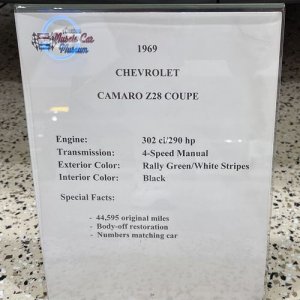 Muscle Car
Museum
1969
CHEVROLET
CAMARO Z28 COUPE
Engine: 302 ci/290 hp
Transmission: 4-Speed Manual
Exterior Color: Rally Green/White Stripes
Interior Color: Black
Special Facts:
- 44,595 original miles
- Body-off restoration
- Numbers matching car